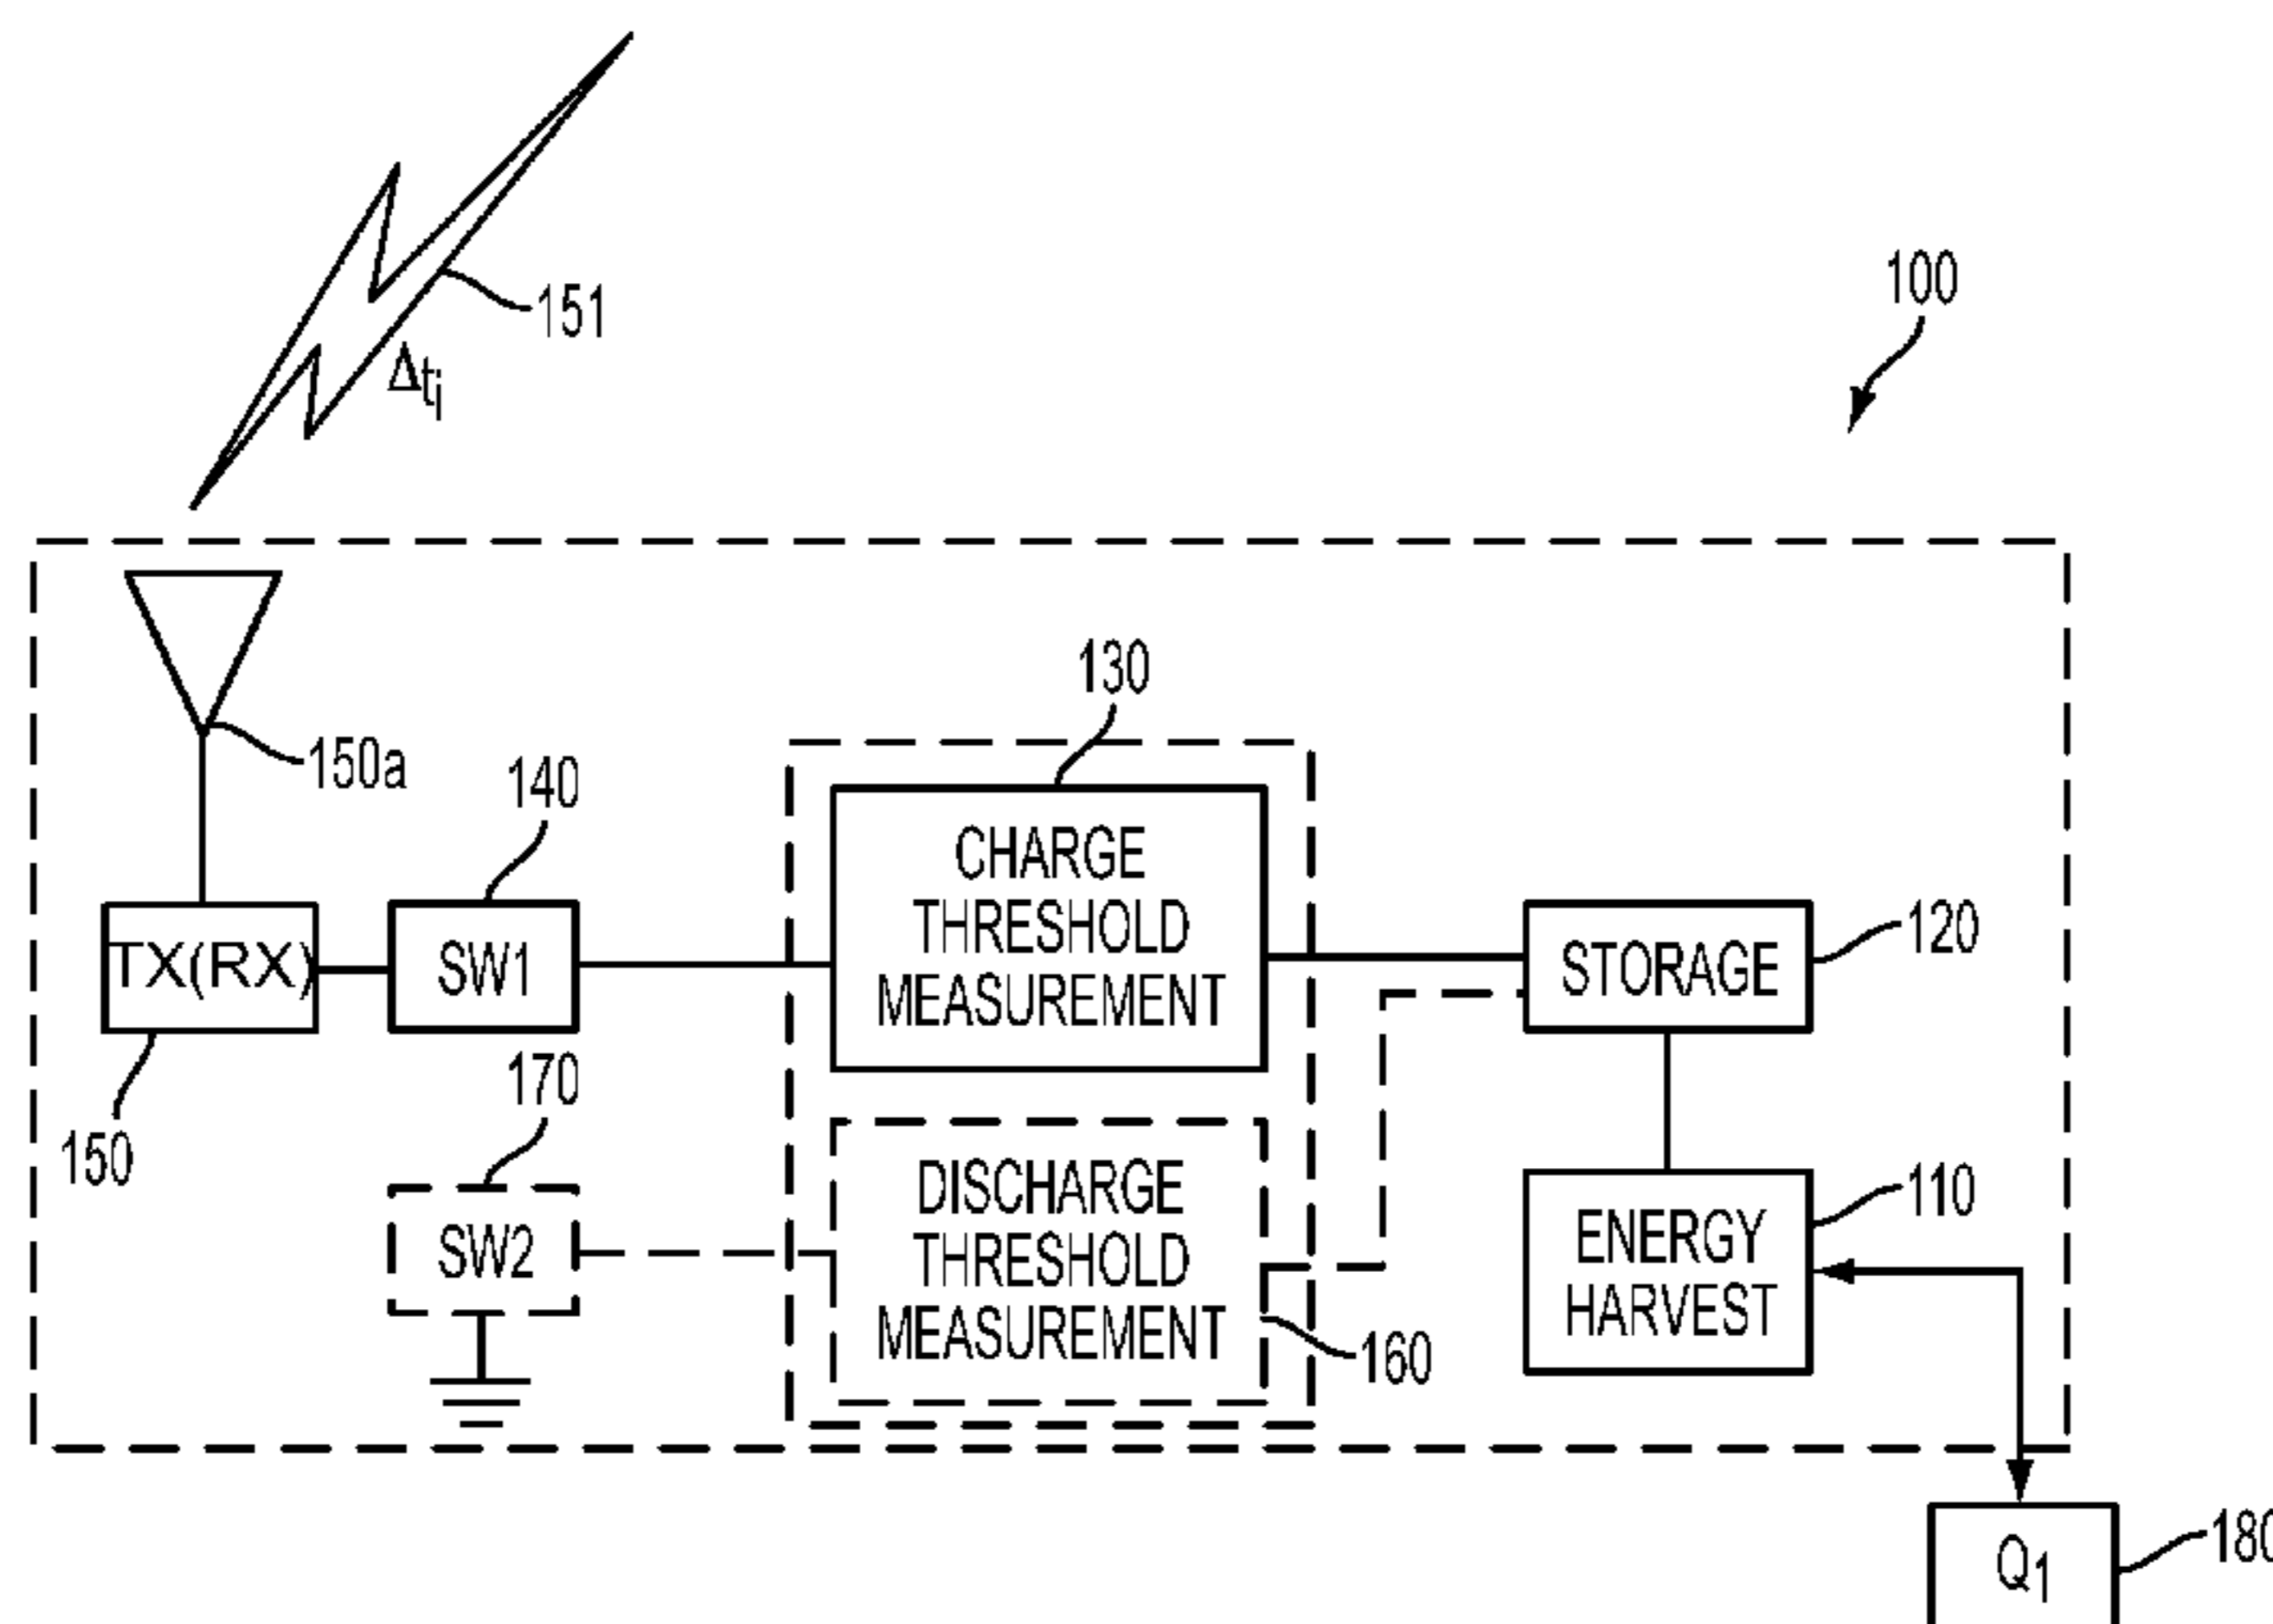 151
Δti
100
130
150a
140
CHARGE
THRESHOLD
MEASUREMENT
TX(RX)
SW1
STORAGE
120
170
150
SW2
DISCHARGE
THRESHOLD
MEASUREMENT
160
ENERGY
HARVEST
110
Q1
180